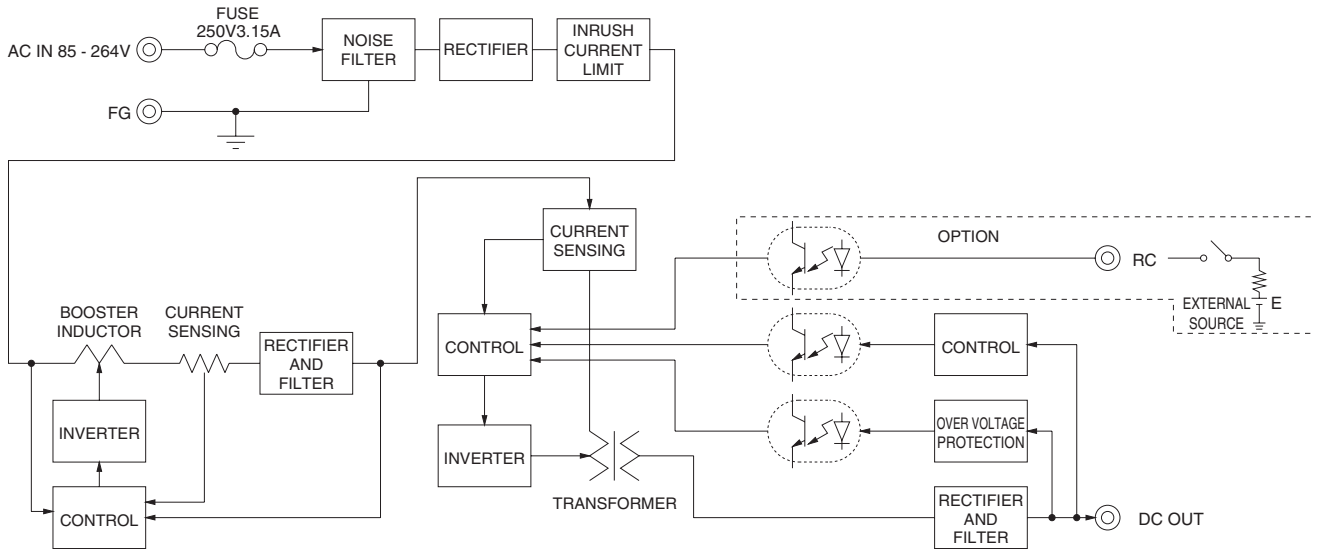 FUSE
250V3.15A
AC IN 85 - 264V
NOISE
FILTER
RECTIFIER
INRUSH
CURRENT
LIMIT
FG
CURRENT
SENSING
OPTION
RC
EXTERNAL
SOURCE
E
BOOSTER
INDUCTOR
CURRENT
SENSING
RECTIFIER
AND
FILTER
CONTROL
CONTROL
INVERTER
INVERTER
OVER VOLTAGE
PROTECTION
TRANSFORMER
CONTROL
RECTIFIER
AND
FILTER
DC OUT